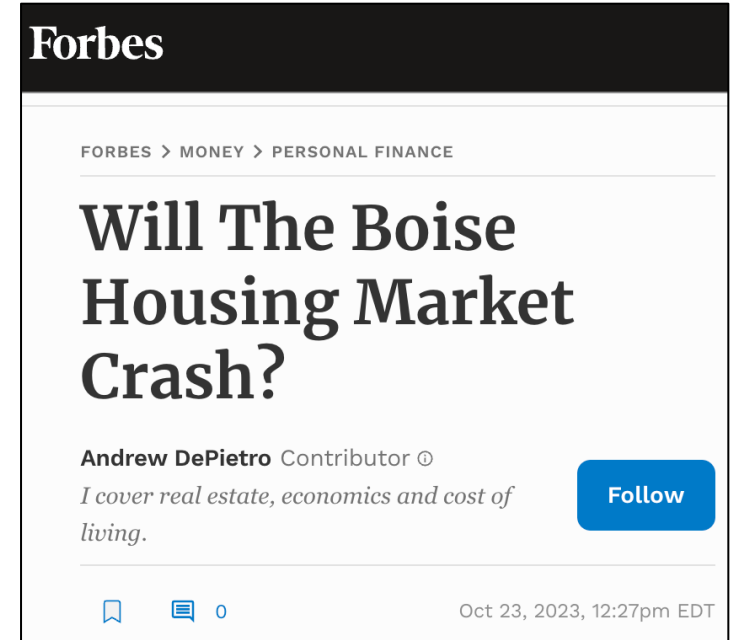 Forbes
FORBES > MONEY > PERSONAL FINANCE
Will The Boise
Housing Market
Crash?
Andrew DePietro Contributor
I cover real estate, economics and cost of
living.
Follow
0
Oct 23, 2023, 12:27pm EDT